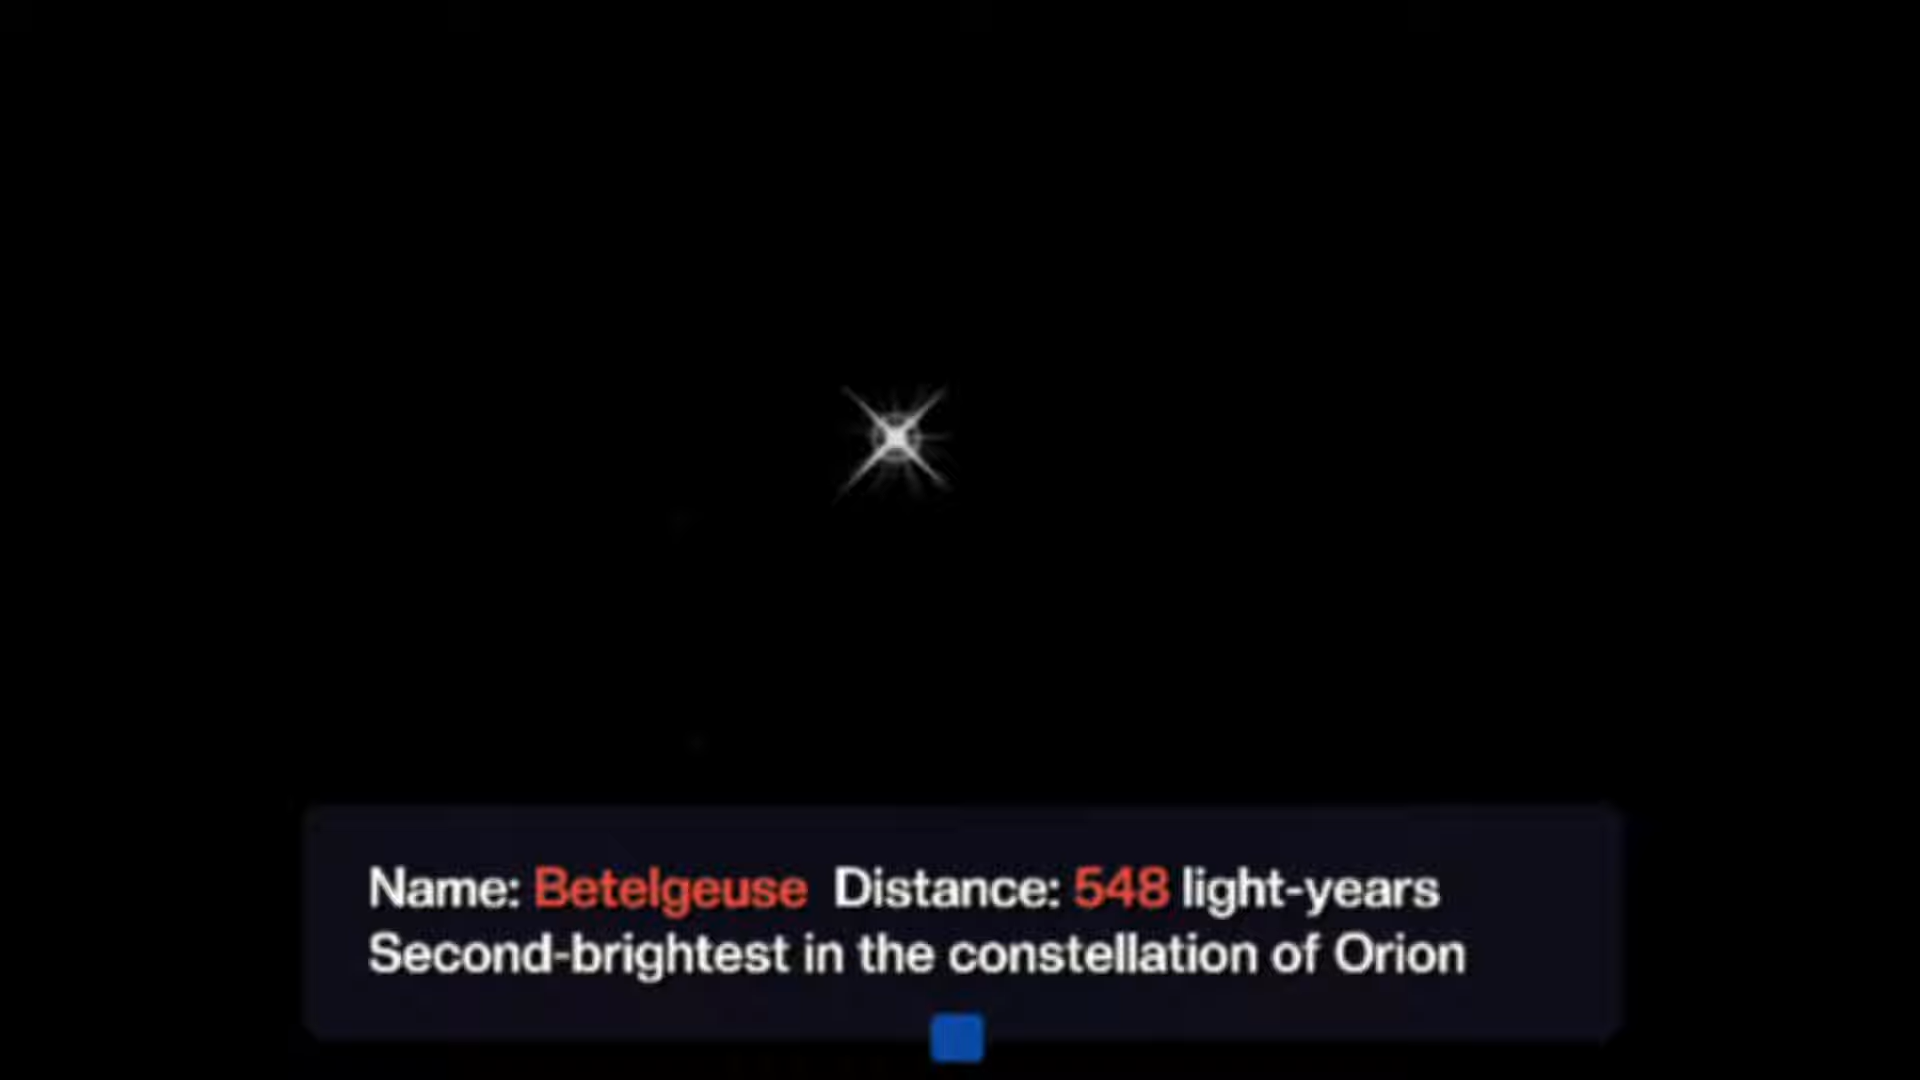 Name: Betelgeuse Distance: 548 light-years
Second-brightest in the constellation of Orion